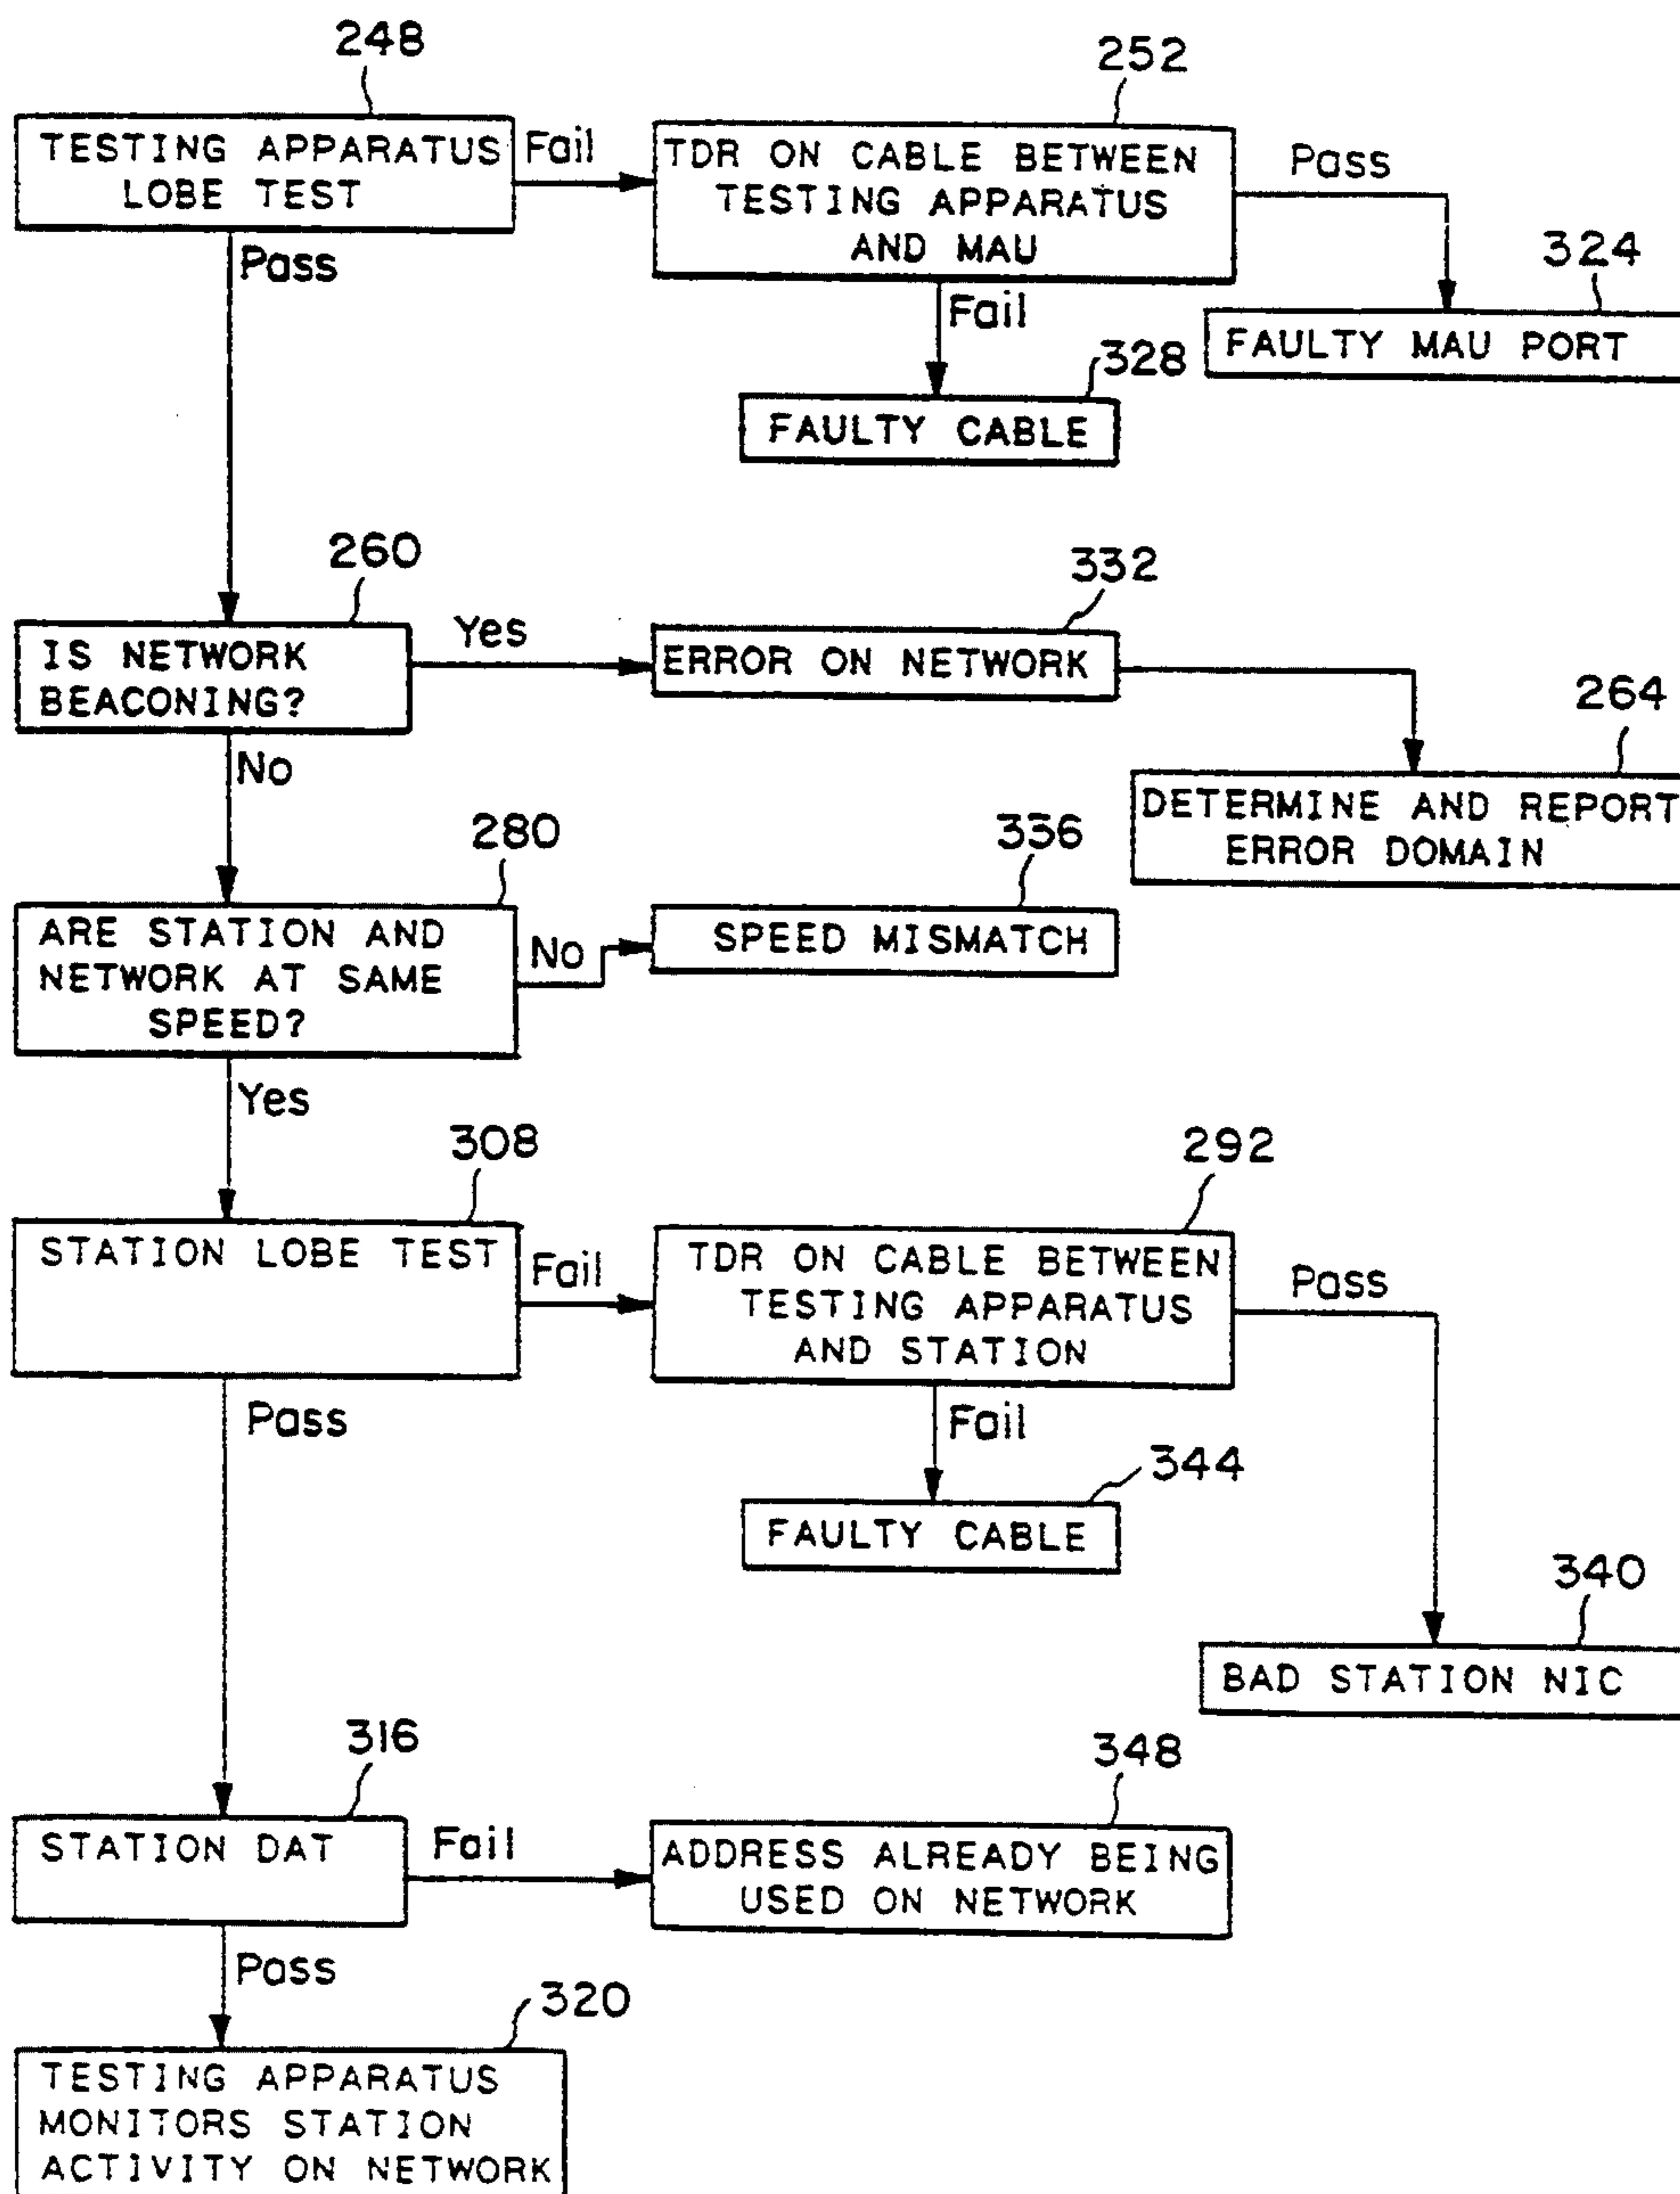 248
252
TESTING APPARATUS
LOBE TEST
Fail
TDR ON CABLE BETWEEN
TESTING APPARATUS
AND MAU
Pass
Pass
Fail
324
FAULTY MAU PORT
328
FAULTY CABLE
260
332
IS NETWORK
BEACONING?
Yes
ERROR ON NETWORK
264
DETERMINE AND REPORT
ERROR DOMAIN
No
280
336
ARE STATION AND
NETWORK AT SAME
SPEED?
No
SPEED MISMATCH
Yes
308
292
STATION LOBE TEST
Fail
TDR ON CABLE BETWEEN
TESTING APPARATUS
AND STATION
Pass
Pass
Fail
344
FAULTY CABLE
340
BAD STATION NIC
316
348
STATION DAT
Fail
ADDRESS ALREADY BEING
USED ON NETWORK
Pass
320
TESTING APPARATUS
MONITORS STATION
ACTIVITY ON NETWORK